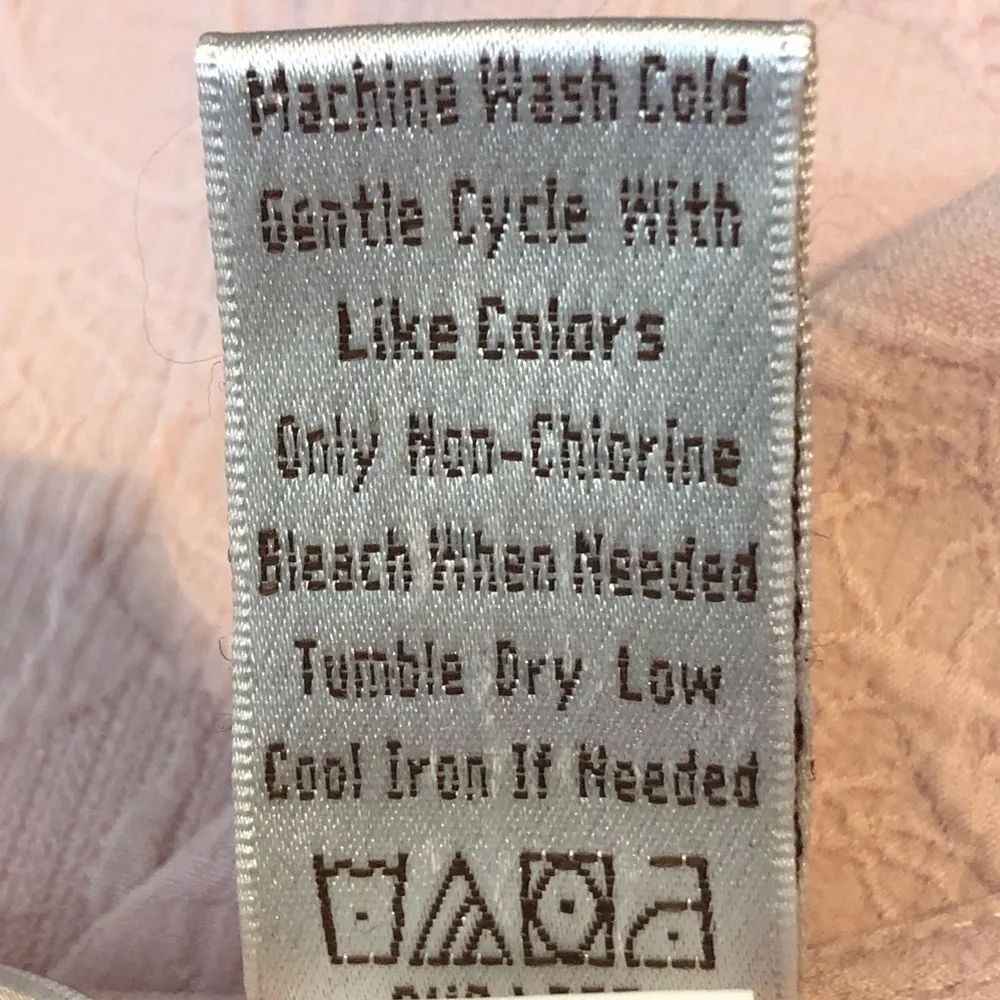 Machine Wash Cold
Gentle Cycle With
Like Colors
Only Non-Chlorine
Bleach When Needed
Tumble Dry Low
Cool Iron If Needed